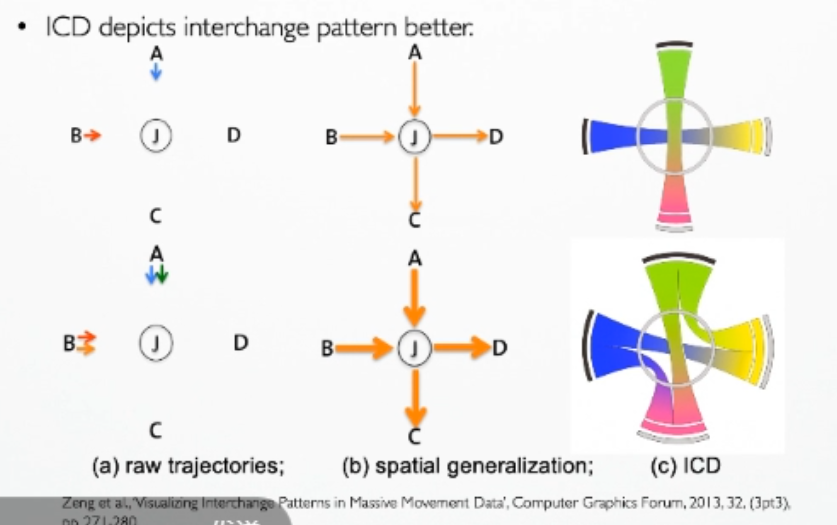 • ICD depicts interchange pattern better.
A A
B J D B J D
C C
A A
B J D B J D
C C
(a) raw trajectories; (b) spatial generalization; (c) ICD
Zeng et al., 'Visualizing Interchange Patterns in Massive Movement Data', Computer Graphics Forum, 2013, 32, (3pt3),
pp.271-280